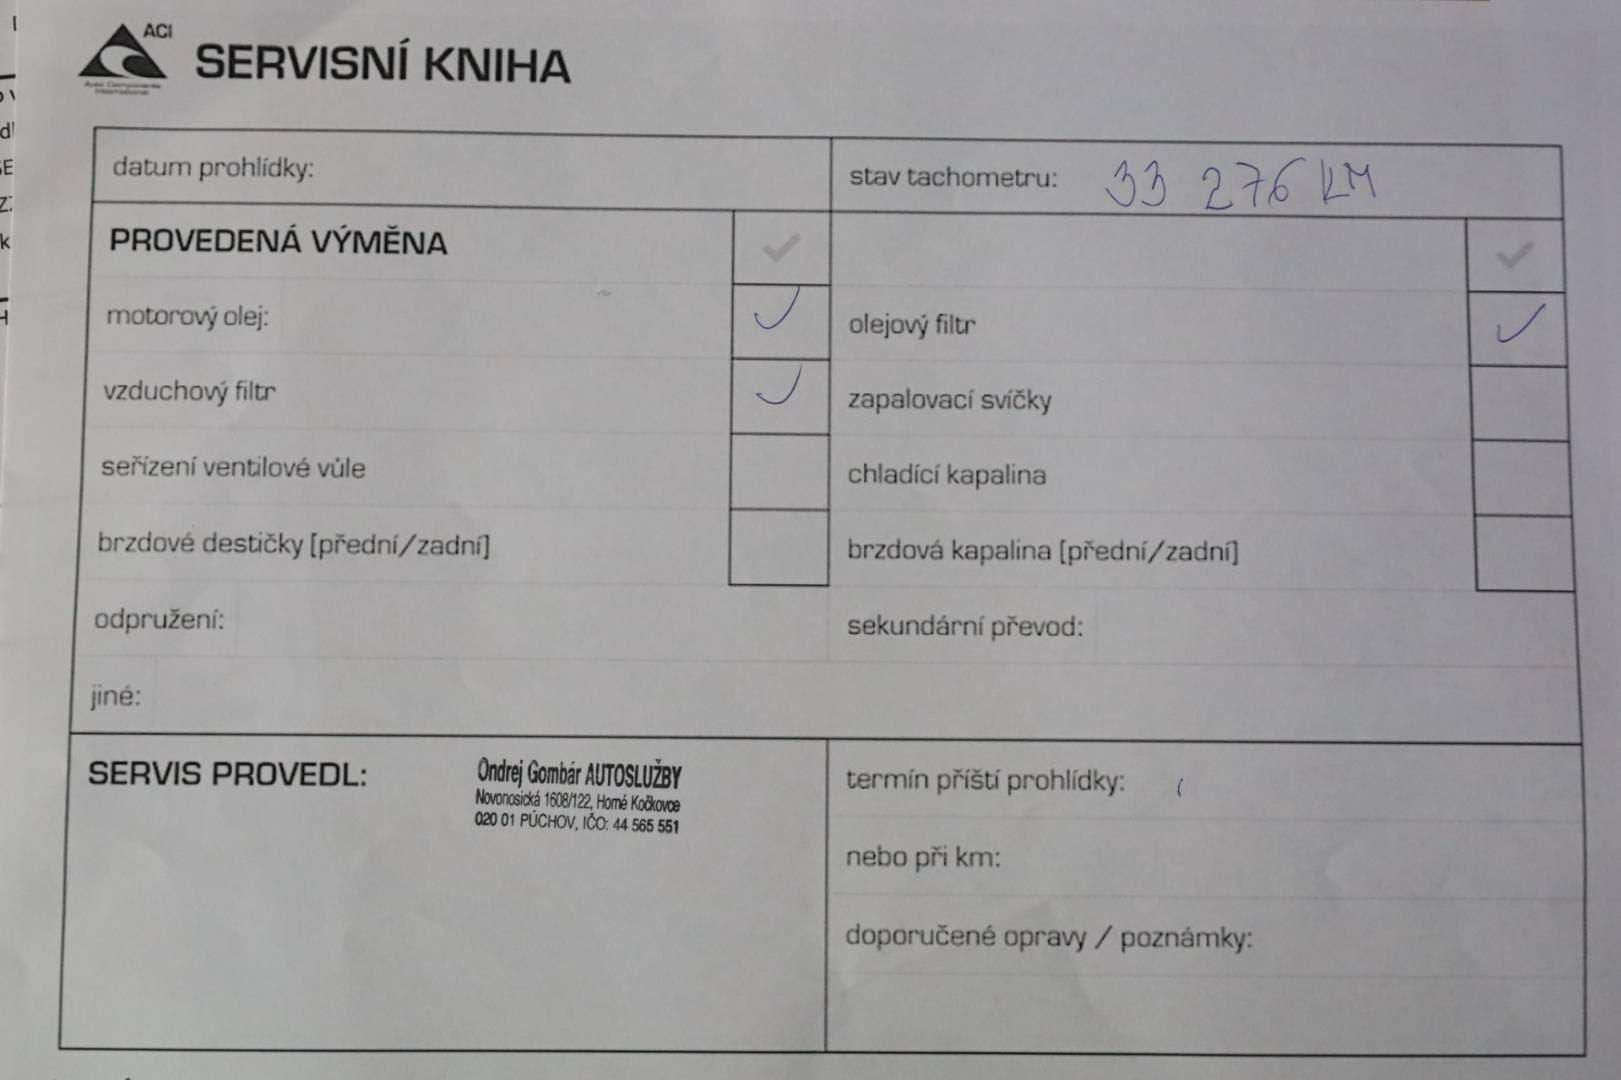 ACI
Auto Components
International
SERVISNÍ KNIHA
datum prohlídky:
stav tachometru: 33 276 KM
PROVEDENÁ VÝMĚNA
motorový olej:
olejový filtr
vzduchový filtr
zapalovací svíčky
seřízení ventilové vůle
chladící kapalina
brzdové destičky [přední/zadní]
brzdová kapalina [přední/zadní]
odpružení:
sekundární převod:
jiné:
SERVIS PROVEDL:
Ondrej Gombár AUTOSLUŽBY
Novonosická 1608/122, Horné Kočkovce
020 01 PÚCHOV, IČO: 44 565 551
termín příští prohlídky:
nebo při km:
doporučené opravy / poznámky: